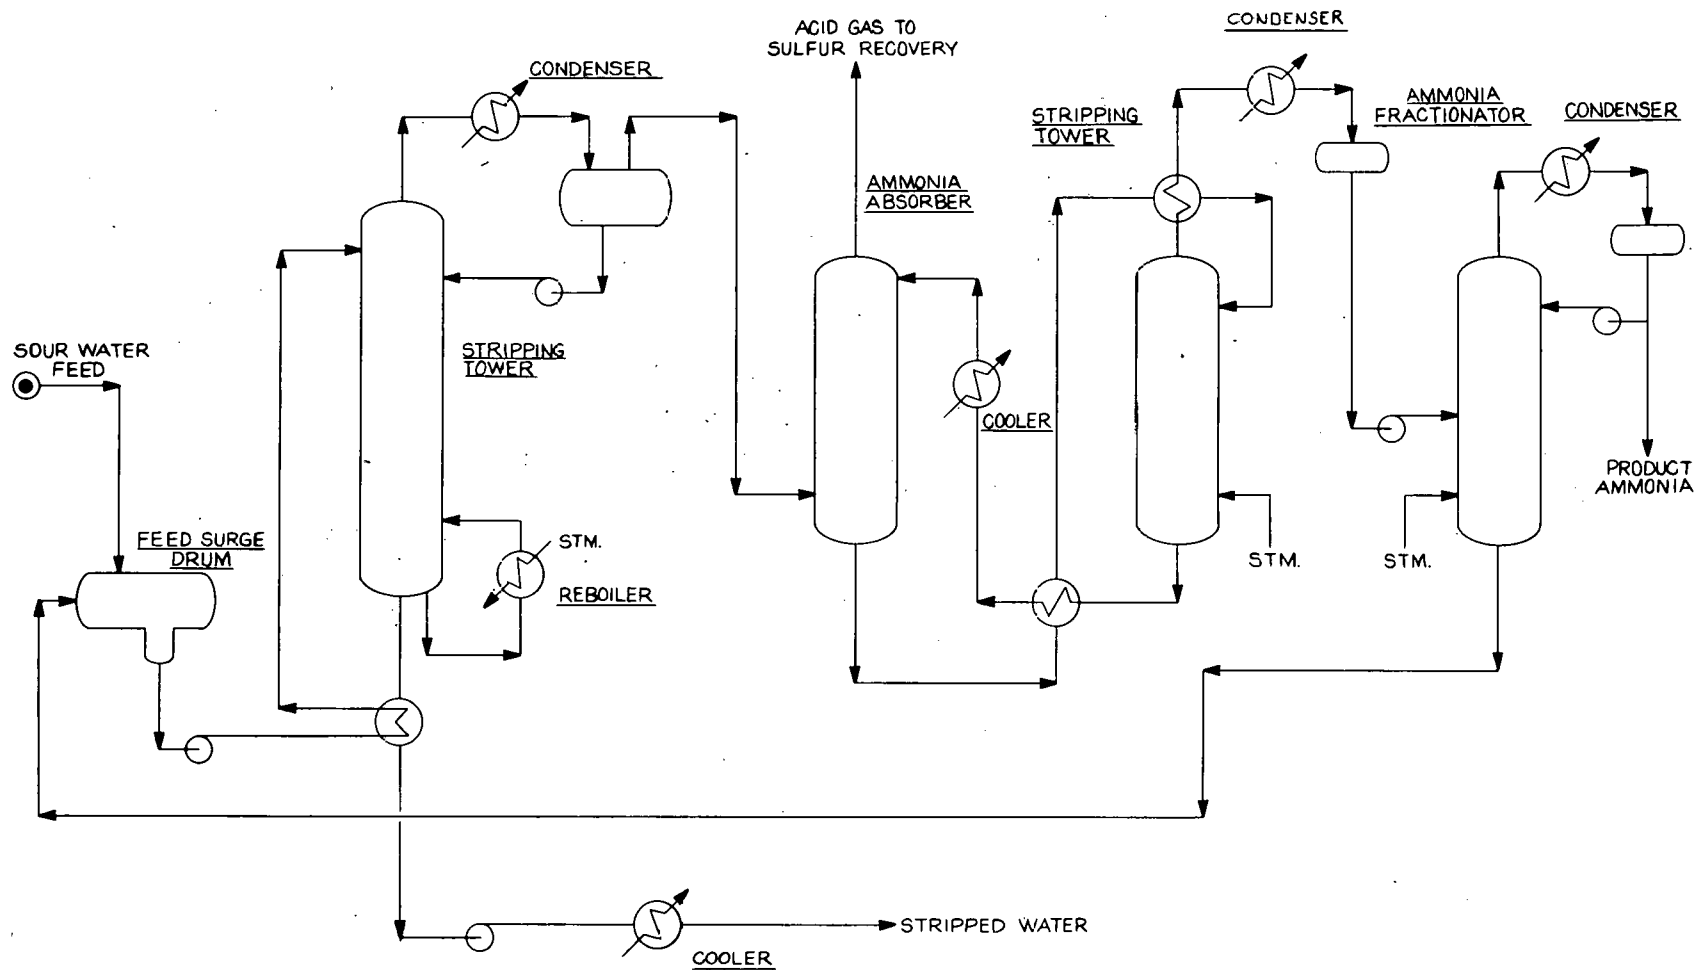 CONDENSER
ACID GAS TO
SULFUR RECOVERY
CONDENSER
STRIPPING
TOWER
AMMONIA
FRACTIONATOR
CONDENSER
AMMONIA
ABSORBER
SOUR WATER
FEED
STRIPPING
TOWER
COOLER
PRODUCT
AMMONIA
FEED SURGE
DRUM
STM.
REBOILER
STM.
STM.
STRIPPED WATER
COOLER